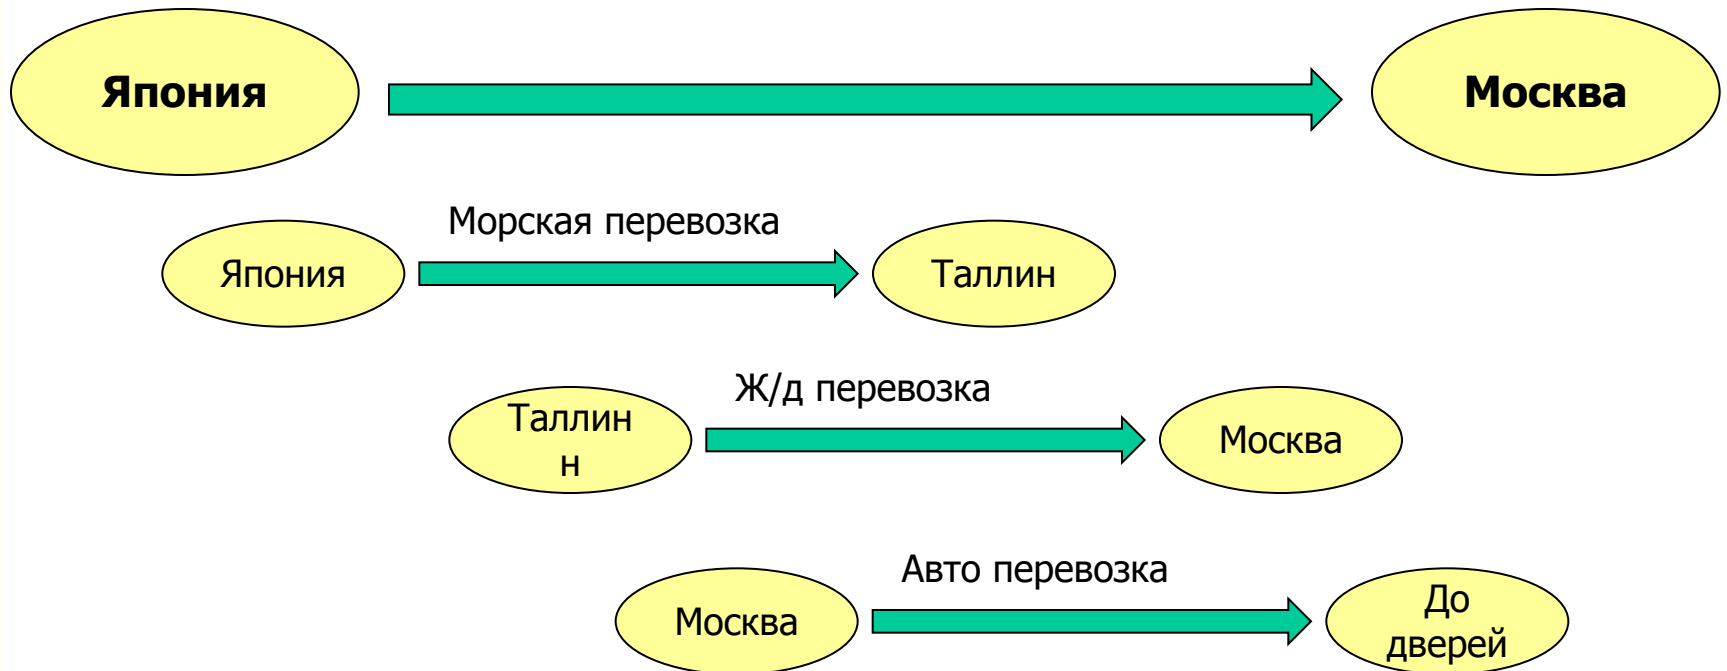 Япония
Москва
Морская перевозка
Япония
Таллин
Ж/д перевозка
Таллин
н
Москва
Авто перевозка
Москва
До
дверей